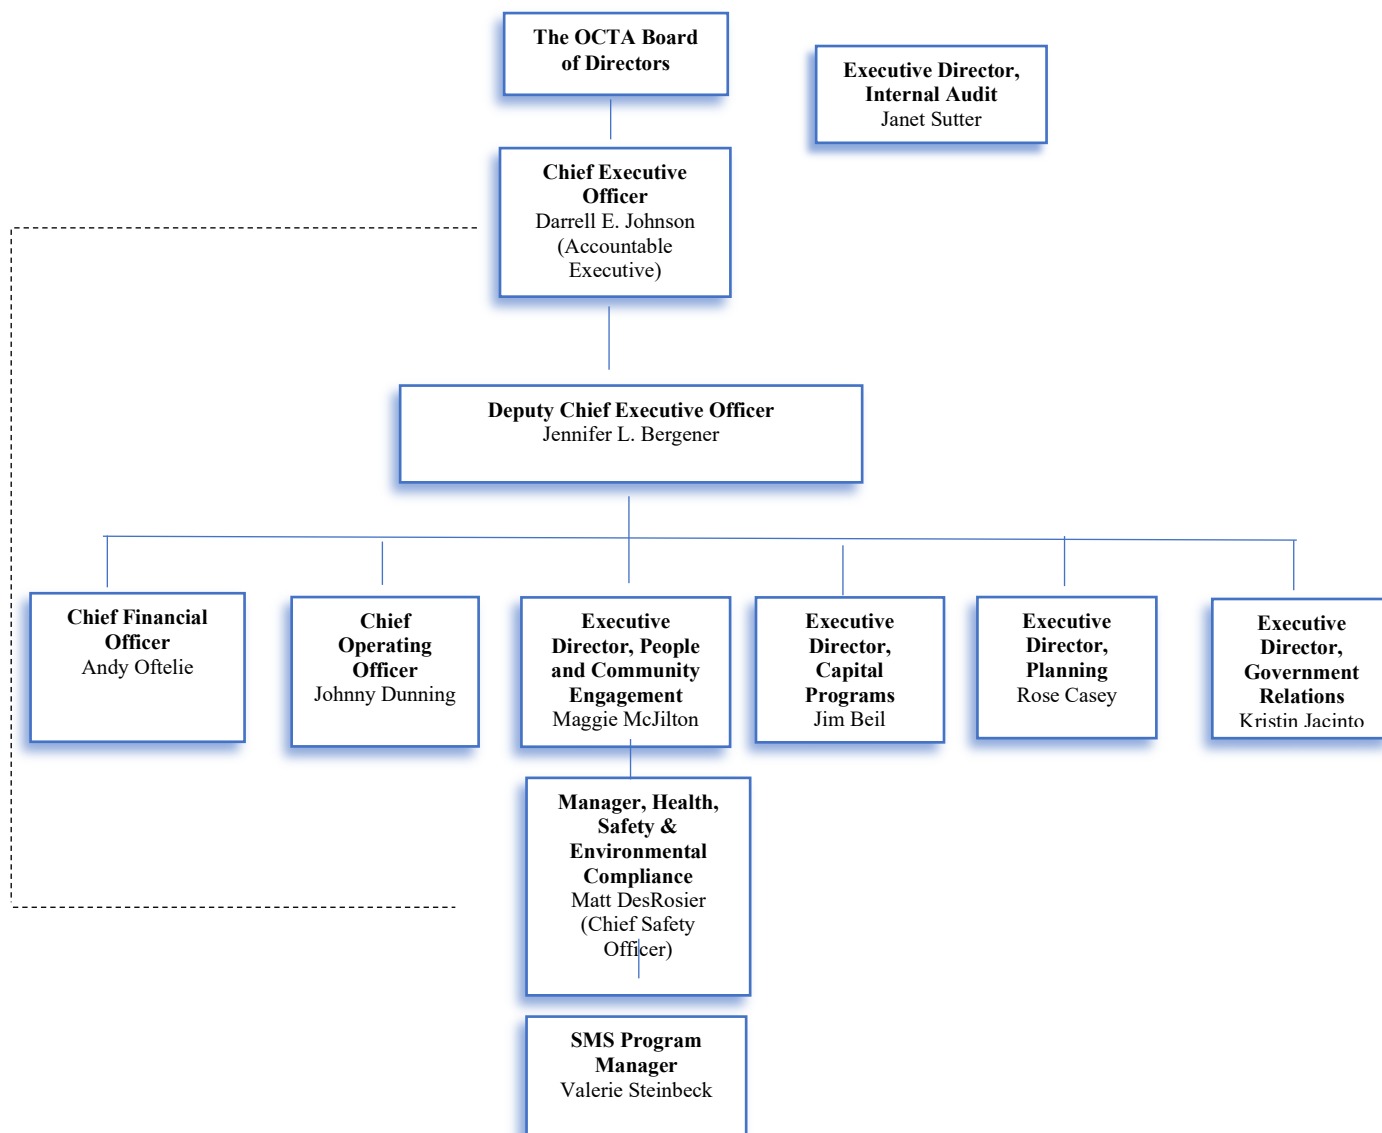 The OCTA Board
of Directors
Executive Director,
Internal Audit
Janet Sutter
Chief Executive
Officer
Darrell E. Johnson
(Accountable
Executive)
Deputy Chief Executive Officer
Jennifer L. Bergener
Chief Financial
Officer
Andy Oftelie
Chief
Operating
Officer
Johnny Dunning
Executive
Director, People
and Community
Engagement
Maggie McJilton
Executive
Director,
Capital
Programs
Jim Beil
Executive
Director,
Planning
Rose Casey
Executive
Director,
Government
Relations
Kristin Jacinto
Manager, Health,
Safety &
Environmental
Compliance
Matt DesRosier
(Chief Safety
Officer)
SMS Program
Manager
Valerie Steinbeck